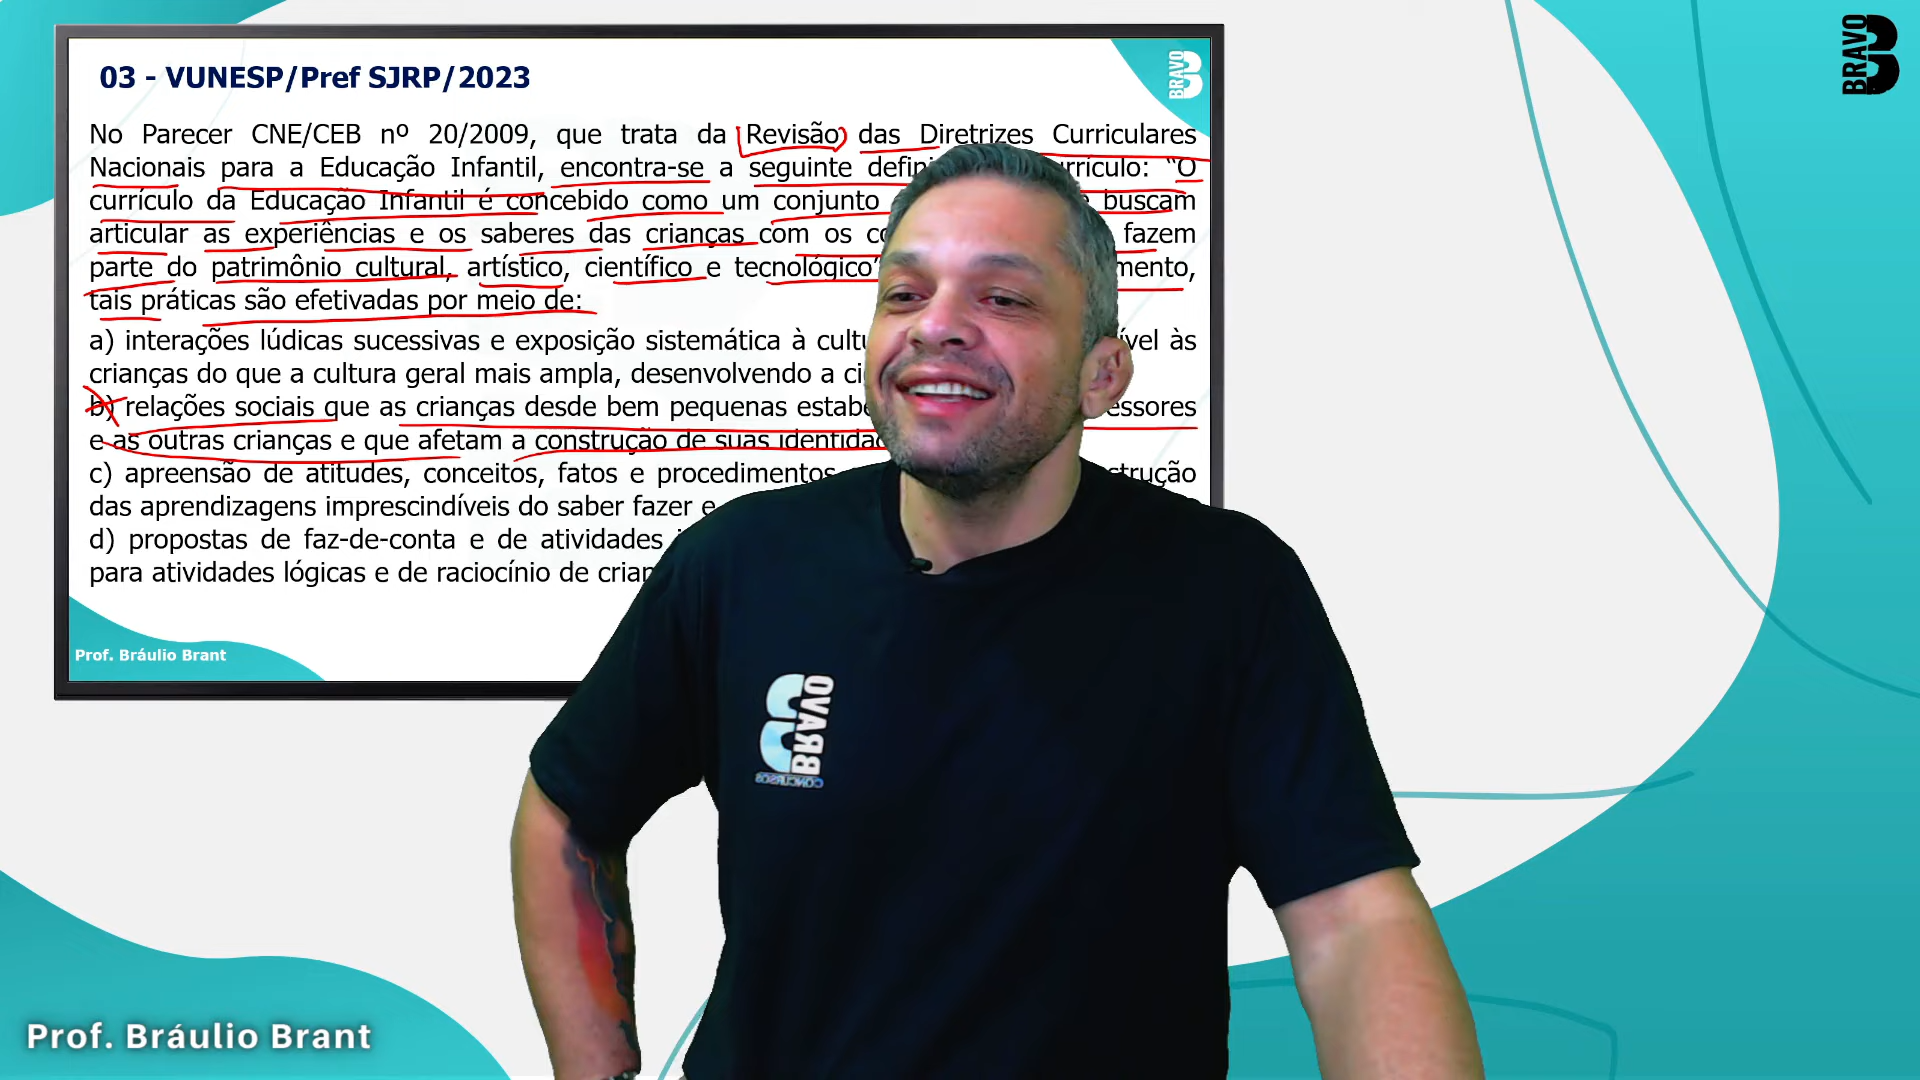 BRAVO
03 - VUNESP/Pref SJRP/2023
BRAVO
No Parecer CNE/CEB nº 20/2009, que trata da Revisão das Diretrizes Curriculares
Nacionais para a Educação Infantil, encontra-se a seguinte "O
currículo da Educação Infantil é concebido como um conjunto buscam
articular as experiências e os saberes das crianças com os fazem
parte do patrimônio cultural, artístico, científico e tecnológico"
tais práticas são efetivadas por meio de:
a) interações lúdicas sucessivas e exposição sistemática à às
crianças do que a cultura geral mais ampla, desenvolvendo a
b) relações sociais que as crianças desde bem pequenas
e as outras crianças e que afetam a construção de suas
c) apreensão de atitudes, conceitos, fatos e procedimentos
das aprendizagens imprescindíveis do saber fazer e
d) propostas de faz-de-conta e de atividades
para atividades lógicas e de raciocínio de
Prof. Bráulio Brant
BRAVO
CONCURSOS
Prof. Bráulio Brant